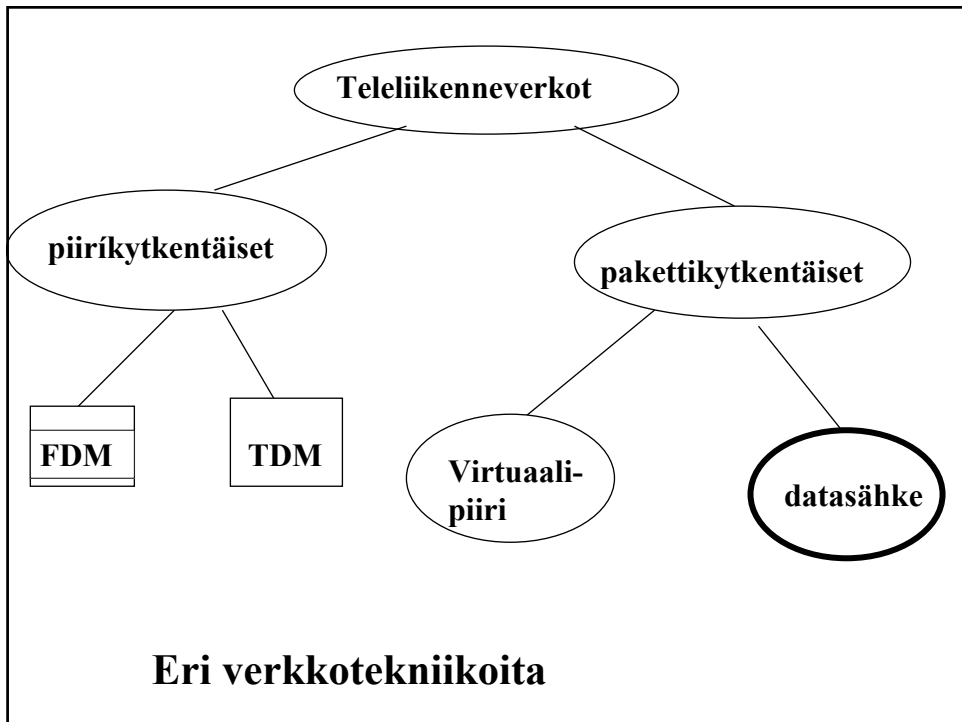 Teleliikenneverkot
piiríkytkentäiset
pakettikytkentäiset
FDM
TDM
Virtuaali-
piiri
datasähke
Eri verkkotekniikoita